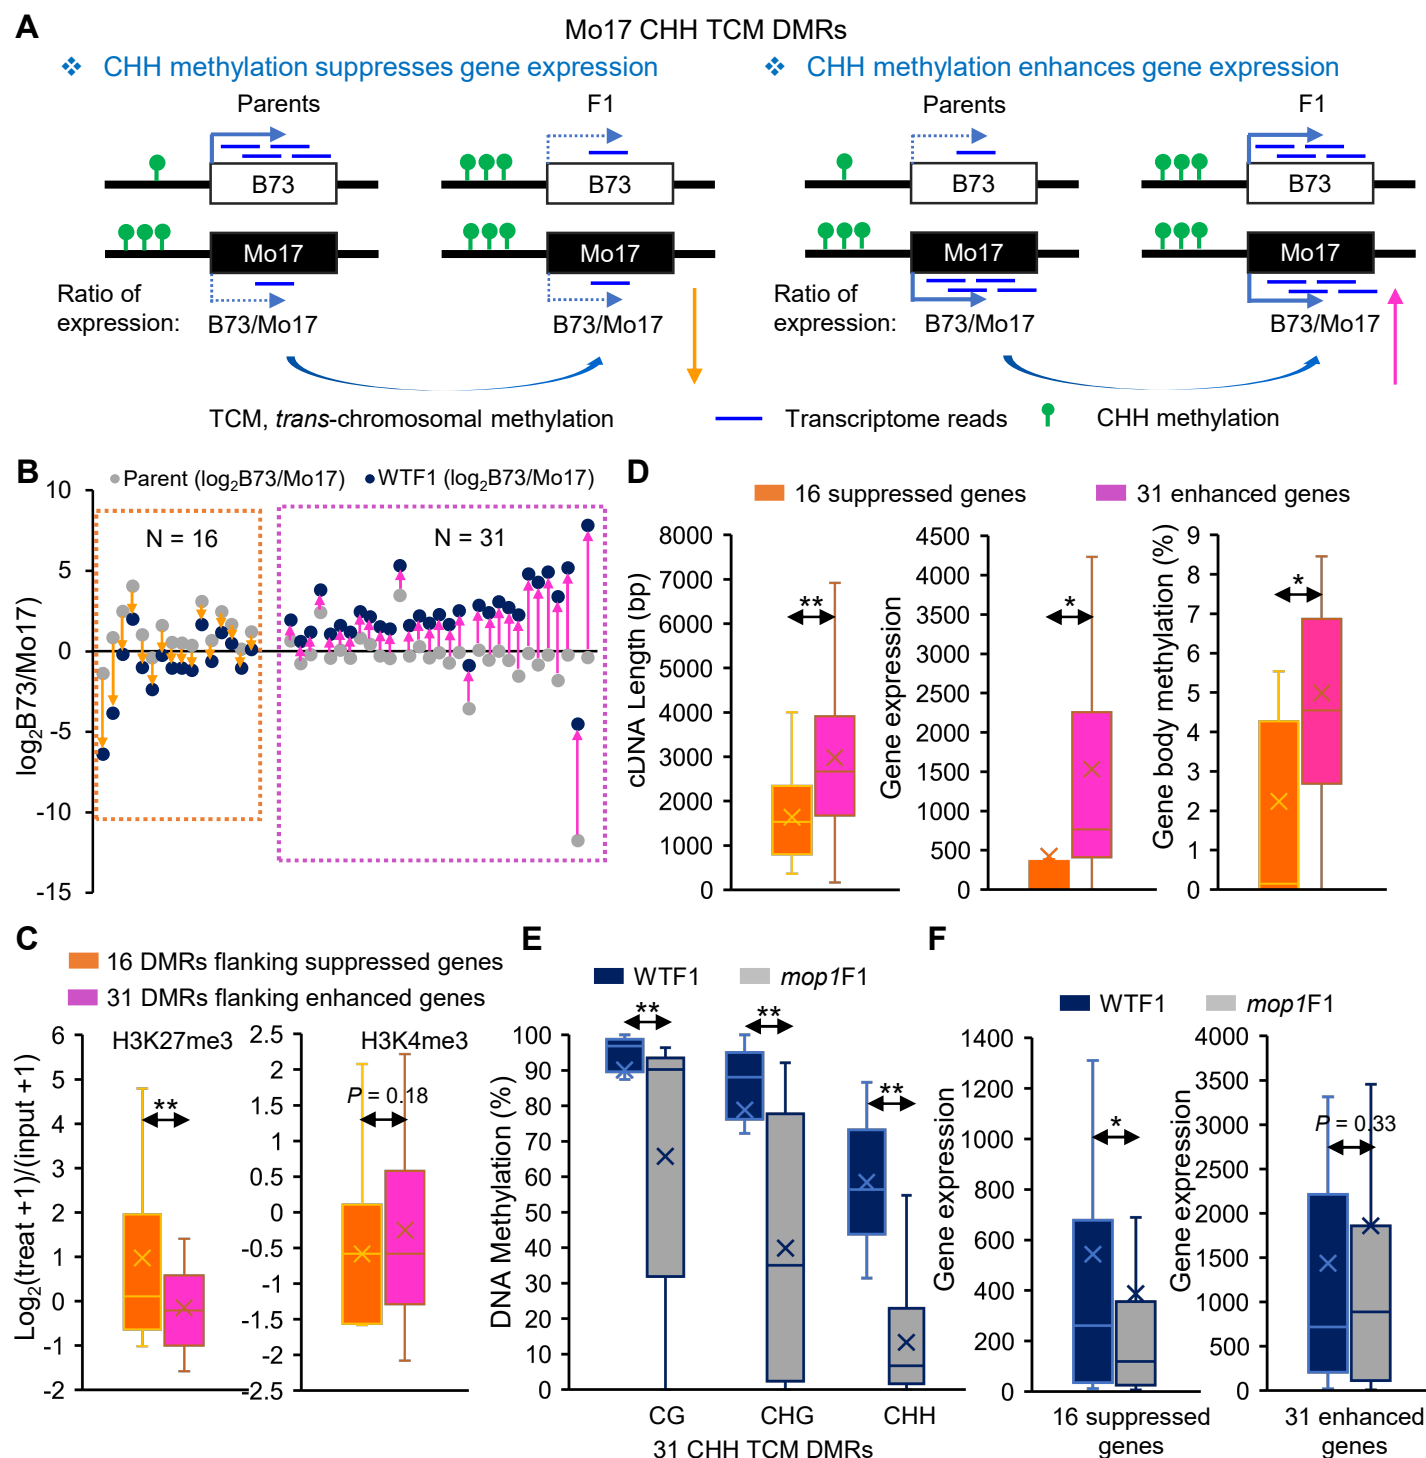 A
Mo17 CHH TCM DMRs
❖ CHH methylation suppresses gene expression
❖ CHH methylation enhances gene expression
Parents
F1
Parents
F1
B73
B73
B73
B73
Mo17
Mo17
Mo17
Mo17
Ratio of
expression:
B73/Mo17
B73/Mo17
Ratio of
expression:
B73/Mo17
B73/Mo17
TCM, trans-chromosomal methylation
Transcriptome reads
CHH methylation
B
Parent (log₂B73/Mo17)
WTF1 (log₂B73/Mo17)
log₂B73/Mo17)
10
5
0
-5
-10
-15
N = 16
N = 31
D
16 suppressed genes
31 enhanced genes
cDNA Length (bp)
8000
7000
6000
5000
4000
3000
2000
1000
0
**
Gene expression
4500
4000
3500
3000
2500
2000
1500
1000
500
0
*
Gene body methylation (%)
9
8
7
6
5
4
3
2
1
0
*
C
16 DMRs flanking suppressed genes
31 DMRs flanking enhanced genes
Log₂(treat +1)/(input +1)
6
5
4
3
2
1
0
-1
-2
H3K27me3
**
2.5
2
1.5
1
0.5
0
-0.5
-1
-1.5
-2
-2.5
H3K4me3
P = 0.18
E
WTF1
mop1F1
DNA Methylation (%)
100
90
80
70
60
50
40
30
20
10
0
**
**
**
CG
CHG
CHH
31 CHH TCM DMRs
F
WTF1
mop1F1
Gene expression
1400
1200
1000
800
600
400
200
0
*
16 suppressed
genes
Gene expression
4000
3500
3000
2500
2000
1500
1000
500
0
P = 0.33
31 enhanced
genes